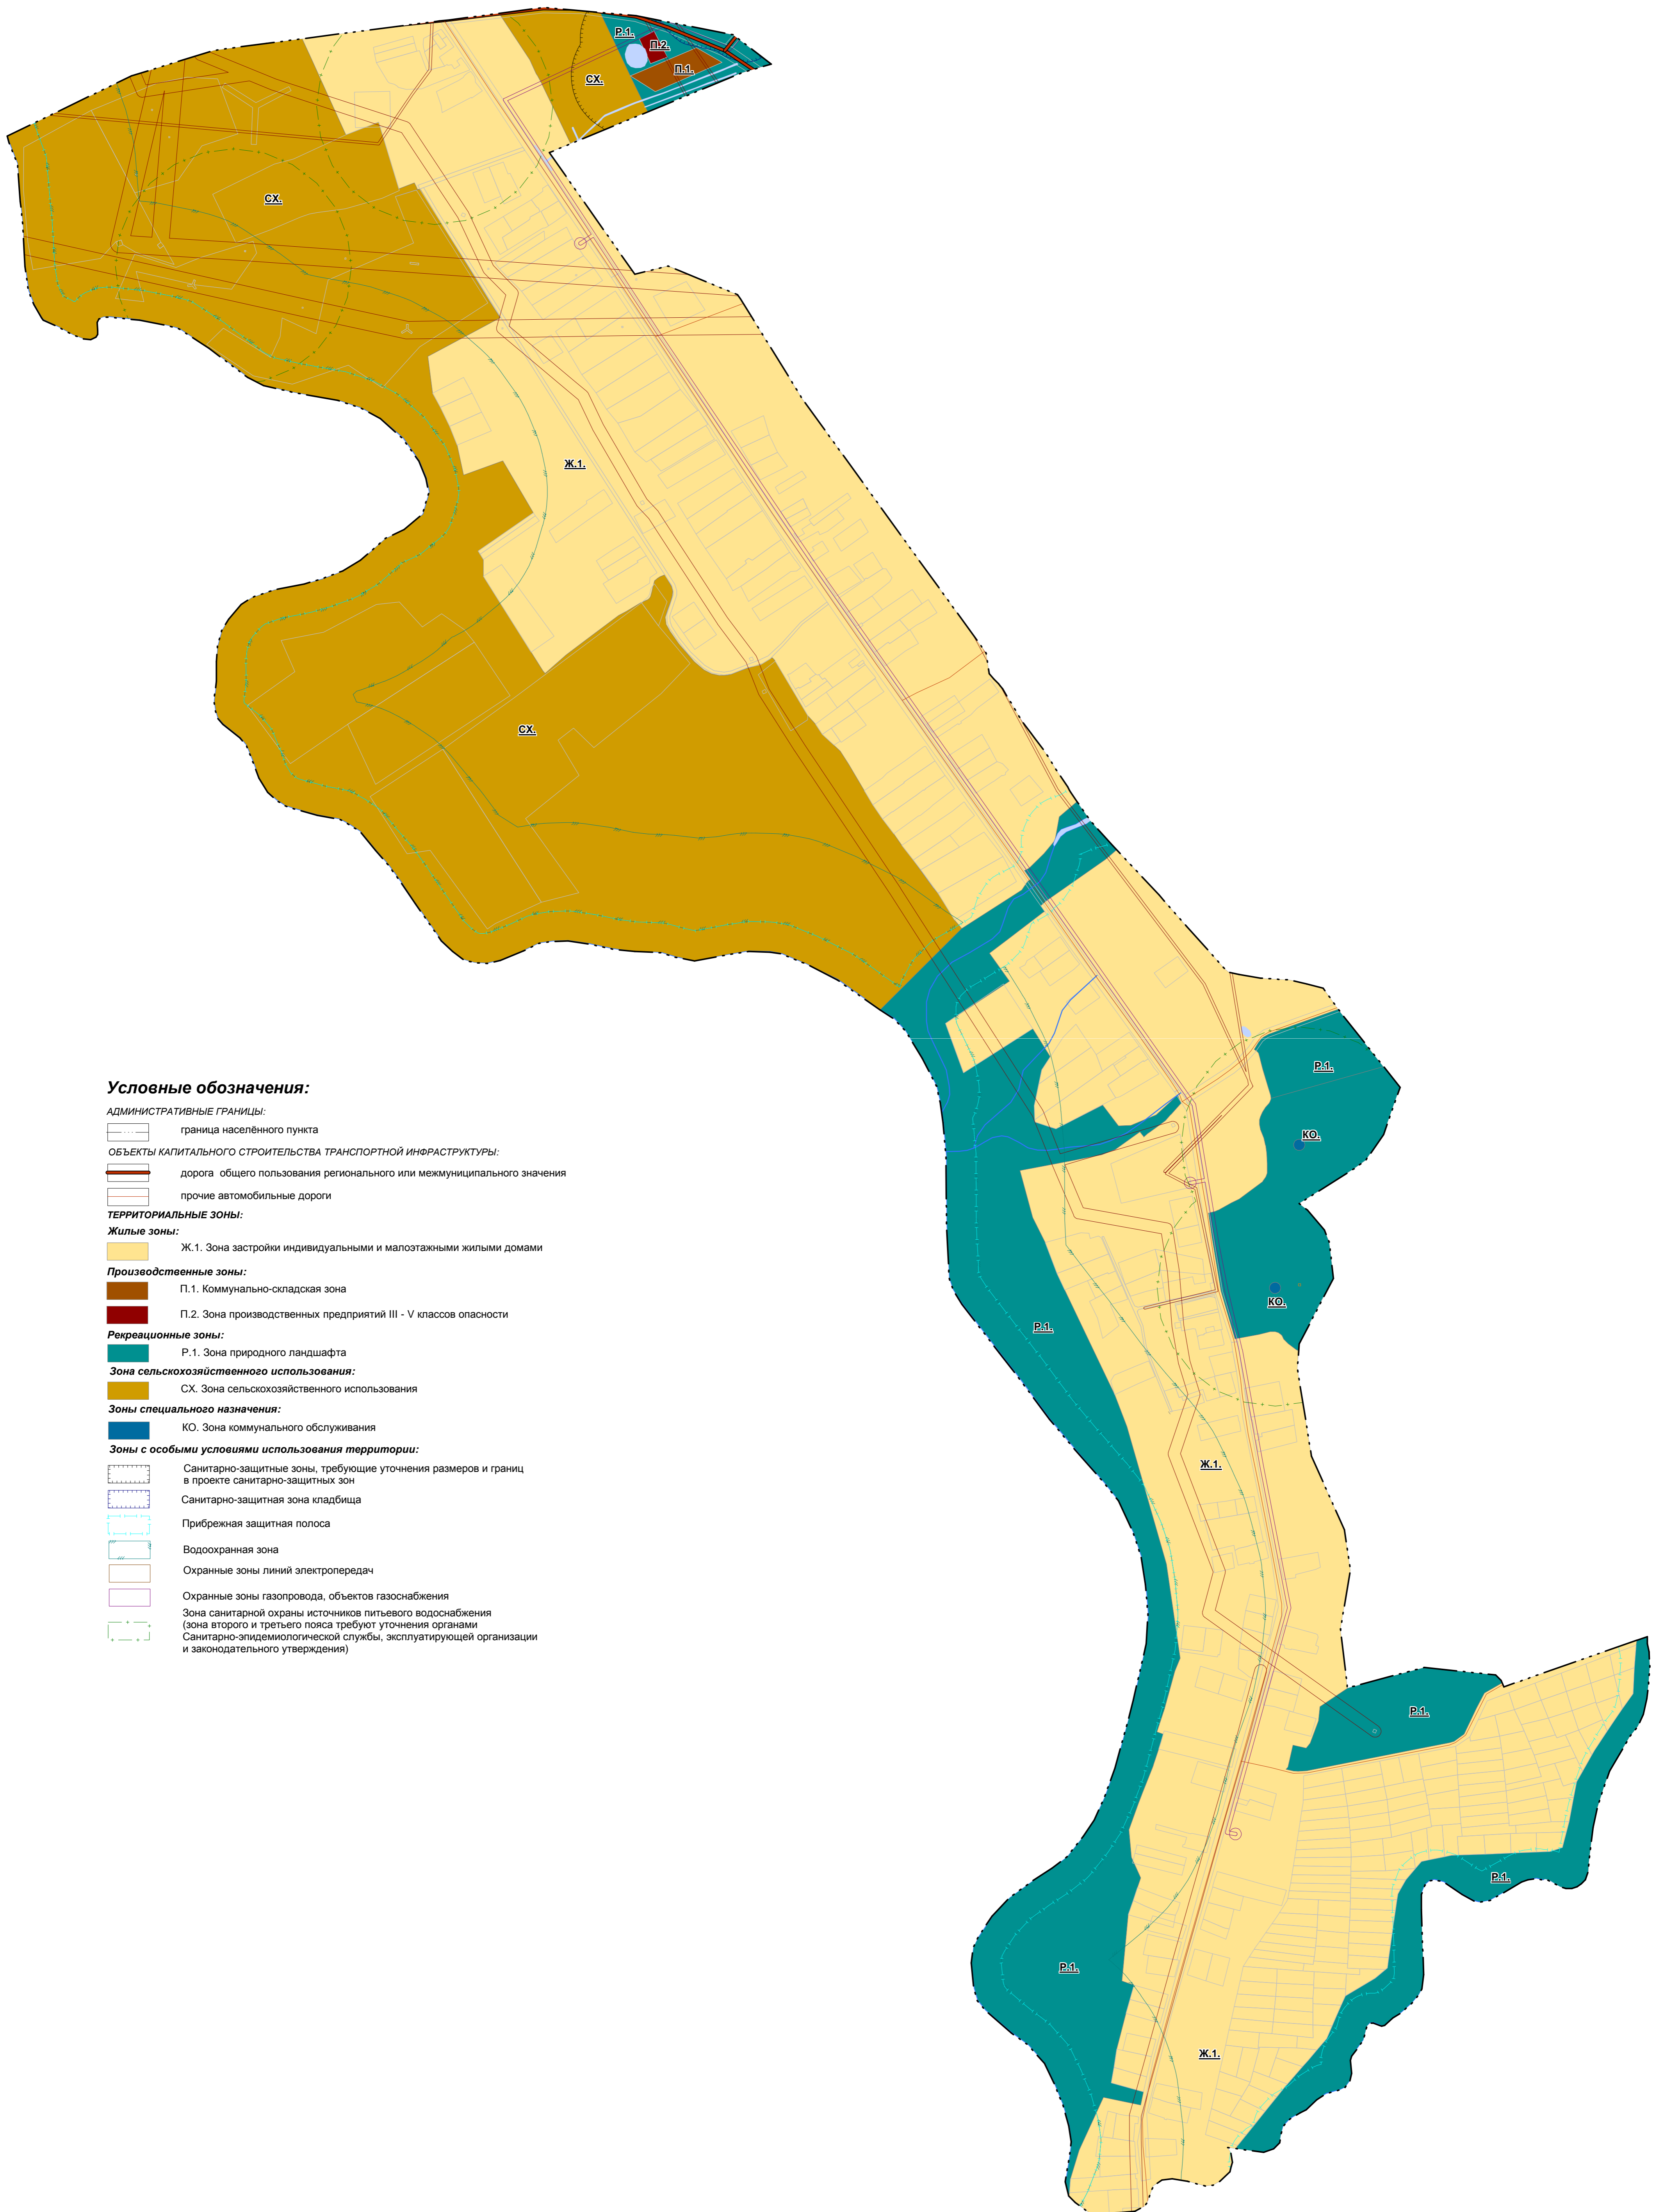 Р.1.
П.2.
П.1.
СХ.
СХ.
Ж.1.
СХ.
Р.1.
КО.
КО.
Р.1.
Ж.1.
Р.1.
Р.1.
Р.1.
Ж.1.
Условные обозначения:
АДМИНИСТРАТИВНЫЕ ГРАНИЦЫ:
граница населённого пункта
ОБЪЕКТЫ КАПИТАЛЬНОГО СТРОИТЕЛЬСТВА ТРАНСПОРТНОЙ ИНФРАСТРУКТУРЫ:
дорога общего пользования регионального или межмуниципального значения
прочие автомобильные дороги
ТЕРРИТОРИАЛЬНЫЕ ЗОНЫ:
Жилые зоны:
Ж.1. Зона застройки индивидуальными и малоэтажными жилыми домами
Производственные зоны:
П.1. Коммунально-складская зона
П.2. Зона производственных предприятий III - V классов опасности
Рекреационные зоны:
Р.1. Зона природного ландшафта
Зона сельскохозяйственного использования:
СХ. Зона сельскохозяйственного использования
Зоны специального назначения:
КО. Зона коммунального обслуживания
Зоны с особыми условиями использования территории:
Санитарно-защитные зоны, требующие уточнения размеров и границ
в проекте санитарно-защитных зон
Санитарно-защитная зона кладбища
Прибрежная защитная полоса
Водоохранная зона
Охранные зоны линий электропередач
Охранные зоны газопровода, объектов газоснабжения
Зона санитарной охраны источников питьевого водоснабжения
(зона второго и третьего пояса требуют уточнения органами
Санитарно-эпидемиологической службы, эксплуатирующей организации
и законодательного утверждения)